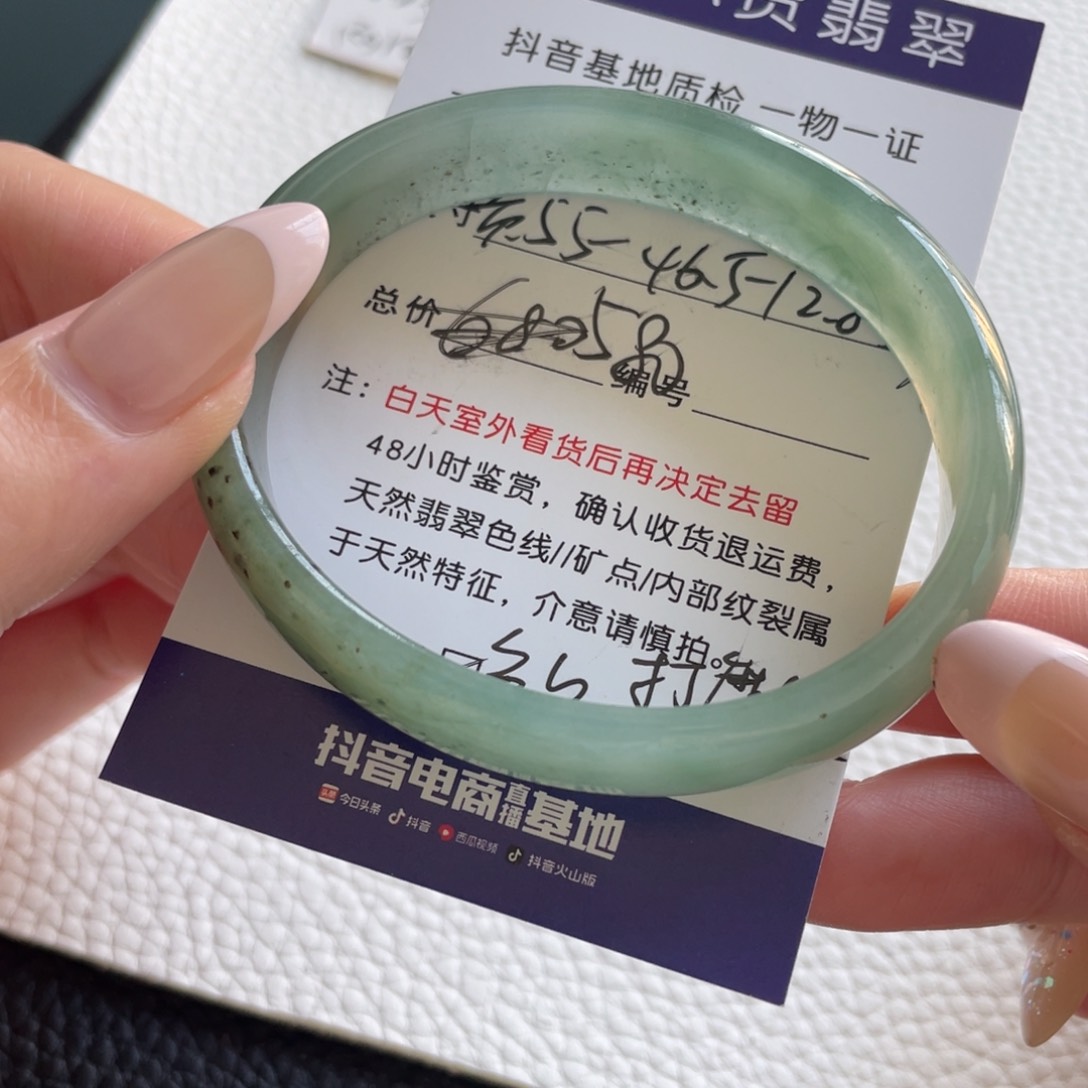 货翡翠
抖音基地质检 一物一证
55-46.5-12.0
总价
编号
注：白天室外看货后再决定去留
48小时鉴赏，确认收货退运费，
天然翡翠色线//矿点/内部纹裂属
于天然特征，介意请慎拍。
抖音电商直播基地
今日头条 抖音 西瓜视频 抖音火山版